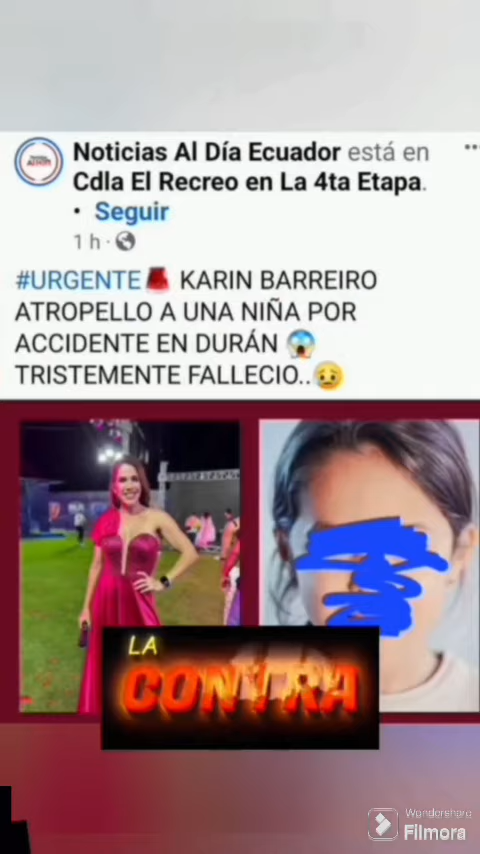 Noticias Al Día Ecuador está en
Cdla El Recreo en La 4ta Etapa.
• Seguir
1 h ·
#URGENTE KARIN BARREIRO
ATROPELLO A UNA NIÑA POR
ACCIDENTE EN DURÁN
TRISTEMENTE FALLECIO..
LA
CONTRA
Wondershare
Filmora